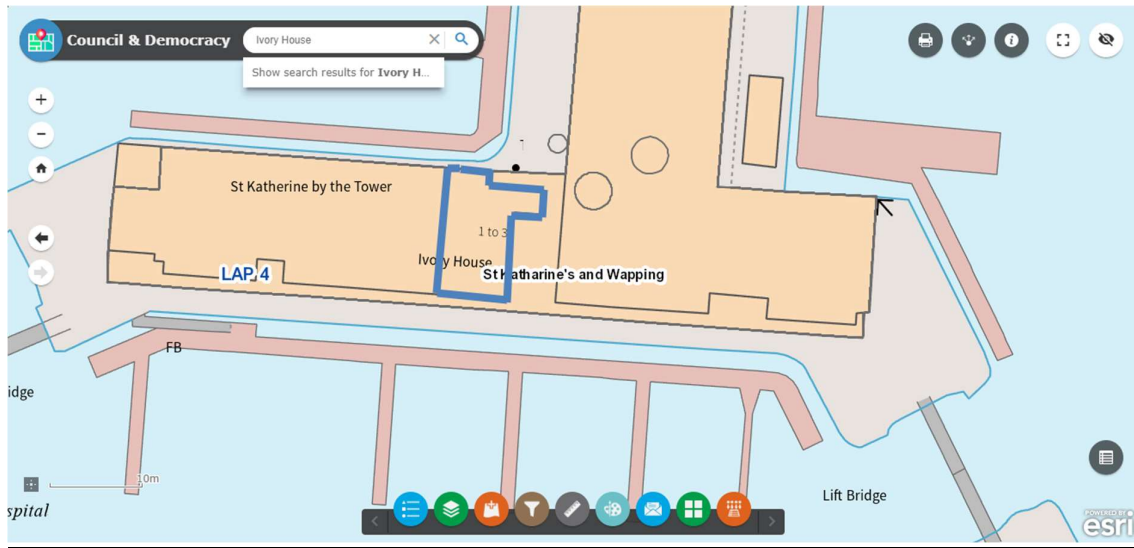 Council & Democracy
Ivory House
Show search results for Ivory H...
St Katherine by the Tower
1 to 3
Ivory House
LAP 4
St Katharine's and Wapping
FB
idge
10m
spital
Lift Bridge
POWERED BY
esri